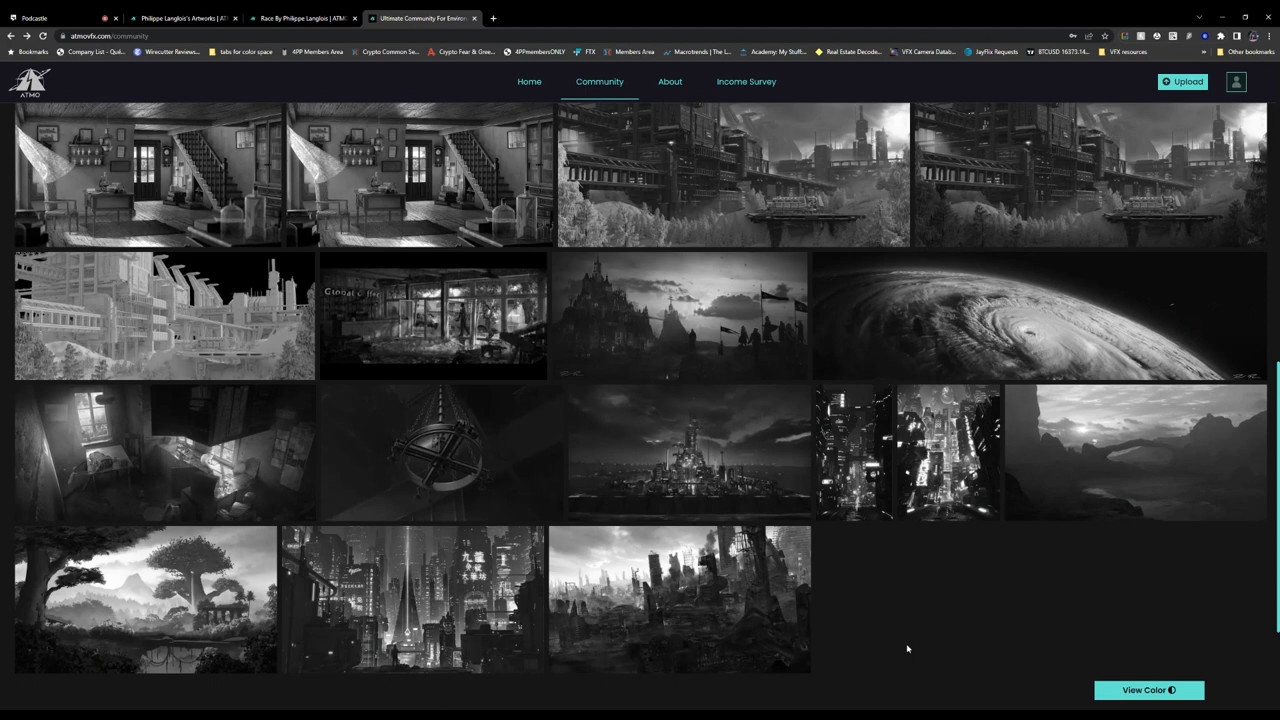 Podcastle
Philippe Langlois's Artworks | AT
Race By Philippe Langlois | ATMO
Ultimate Community For Environ
atmovfx.com/community
Bookmarks
Company List - Qué...
Wirecutter Reviews...
tabs for color space
4PP Members Area
Crypto Common Se...
Crypto Fear & Gree...
4PPmembersONLY
FTX
Members Area
Macrotrends | The L...
Academy: My Stuff...
Real Estate Decode...
VFX Camera Datab...
JayFlix Requests
BTCUSD 16373.14...
VFX resources
Other bookmarks
ATMO
Home
Community
About
Income Survey
Upload
View Color